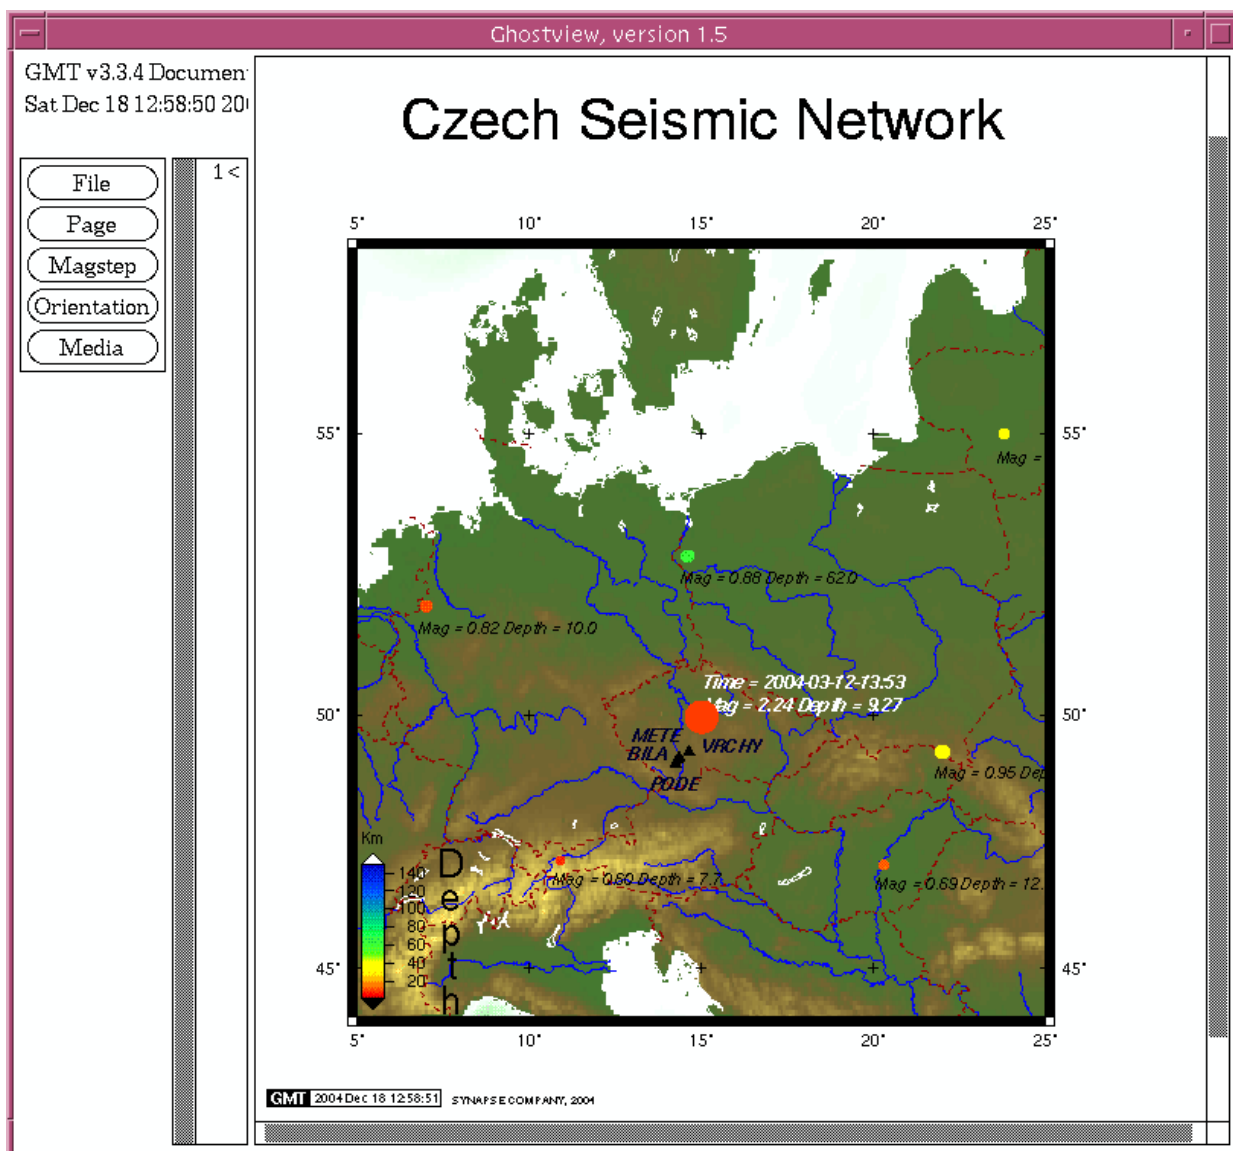 Ghostview, version 1.5
GMT v3.3.4 Documen
Sat Dec 18 12:58:50 20
File
Page
Magstep
Orientation
Media
1 <
Czech Seismic Network
5° 10° 15° 20° 25°
55° 55°
Mag =
Mag = 0.88 Depth = 62.0
Mag = 0.82 Depth = 10.0
Time = 2004-03-12-13:53
Mag = 2.24 Depth = 9.27
50° 50°
METE
VRCHY
BILA
PODE
Mag = 0.95 Dep
Km
Depth
140
120
100
80
60
40
20
Mag = 0.60 Depth = 7.7
Mag = 0.69 Depth = 12.
45° 45°
5° 10° 15° 20° 25°
GMT 2004 Dec 18 12:58:51 SYNAPSE COMPANY, 2004